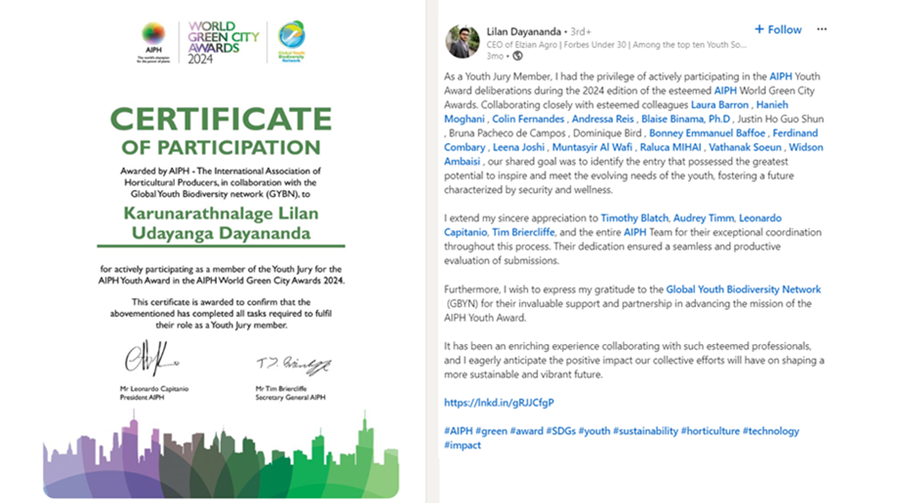 AIPH
The world's champion
for the power of plants
WORLD
GREEN CITY
AWARDS
2024
Global Youth
Biodiversity
Network
CERTIFICATE
OF PARTICIPATION
Awarded by AIPH - The International Association of
Horticultural Producers, in collaboration with the
Global Youth Biodiversity network (GYBN), to
Karunarathnalage Lilan
Udayanga Dayananda
for actively participating as a member of the Youth Jury for the
AIPH Youth Award in the AIPH World Green City Awards 2024.
This certificate is awarded to confirm that the
abovementioned has completed all tasks required to fulfil
their role as a Youth Jury member.
Mr Leonardo Capitanio
President AIPH
Mr Tim Briercliffe
Secretary General AIPH
Lilan Dayananda • 3rd+
CEO of Elzian Agro | Forbes Under 30 | Among the top ten Youth So...
3mo •
+ Follow
...
As a Youth Jury Member, I had the privilege of actively participating in the AIPH Youth
Award deliberations during the 2024 edition of the esteemed AIPH World Green City
Awards. Collaborating closely with esteemed colleagues Laura Barron , Hanieh
Moghani , Colin Fernandes , Andressa Reis , Blaise Binama, Ph.D , Justin Ho Guo Shun
, Bruna Pacheco de Campos , Dominique Bird , Bonney Emmanuel Baffoe , Ferdinand
Combary , Leena Joshi , Muntasyir Al Wafi , Raluca MIHAI , Vathanak Soeun , Widson
Ambaisi , our shared goal was to identify the entry that possessed the greatest
potential to inspire and meet the evolving needs of the youth, fostering a future
characterized by security and wellness.
I extend my sincere appreciation to Timothy Blatch, Audrey Timm, Leonardo
Capitanio, Tim Briercliffe, and the entire AIPH Team for their exceptional coordination
throughout this process. Their dedication ensured a seamless and productive
evaluation of submissions.
Furthermore, I wish to express my gratitude to the Global Youth Biodiversity Network
(GBYN) for their invaluable support and partnership in advancing the mission of the
AIPH Youth Award.
It has been an enriching experience collaborating with such esteemed professionals,
and I eagerly anticipate the positive impact our collective efforts will have on shaping a
more sustainable and vibrant future.
https://lnkd.in/gRJJCfgP
#AIPH #green #award #SDGs #youth #sustainability #horticulture #technology
#impact